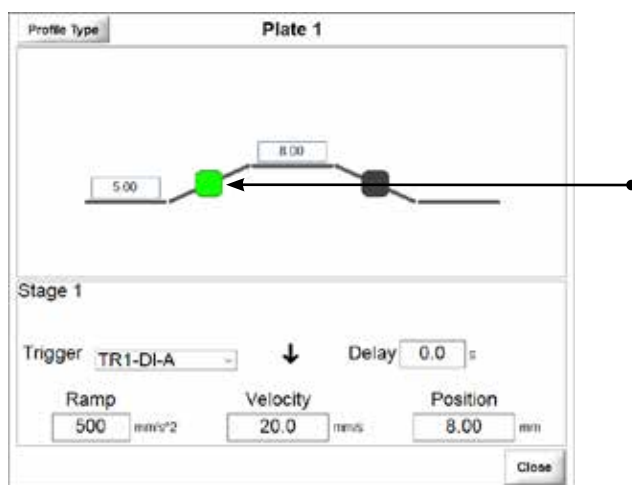 Profile Type Plate 1
8.00
5.00
Stage 1
Trigger TR1-DI-A Delay 0.0 s
Ramp Velocity Position
500 mm/s^2 20.0 mm/s 8.00 mm
Close